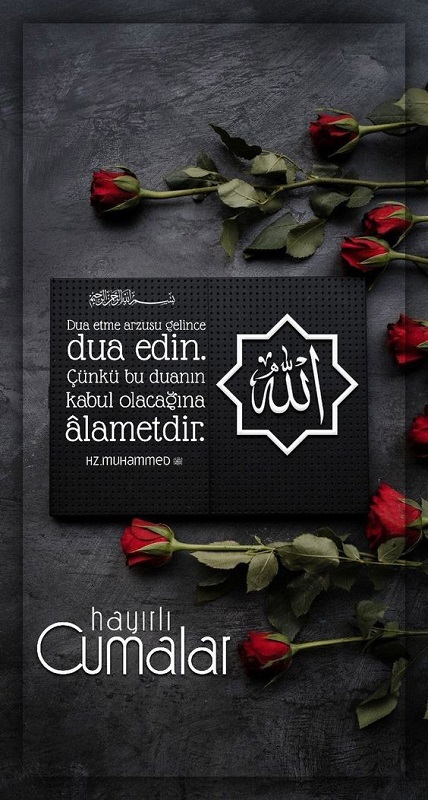 بسم الله الرحمن الرحيم
Dua etme arzusu gelince
dua edin.
Çünkü bu duanın
kabul olacağına
âlametdir.
HZ.MUHAMMED ﷺ
الله
hayırlı
Cumalar